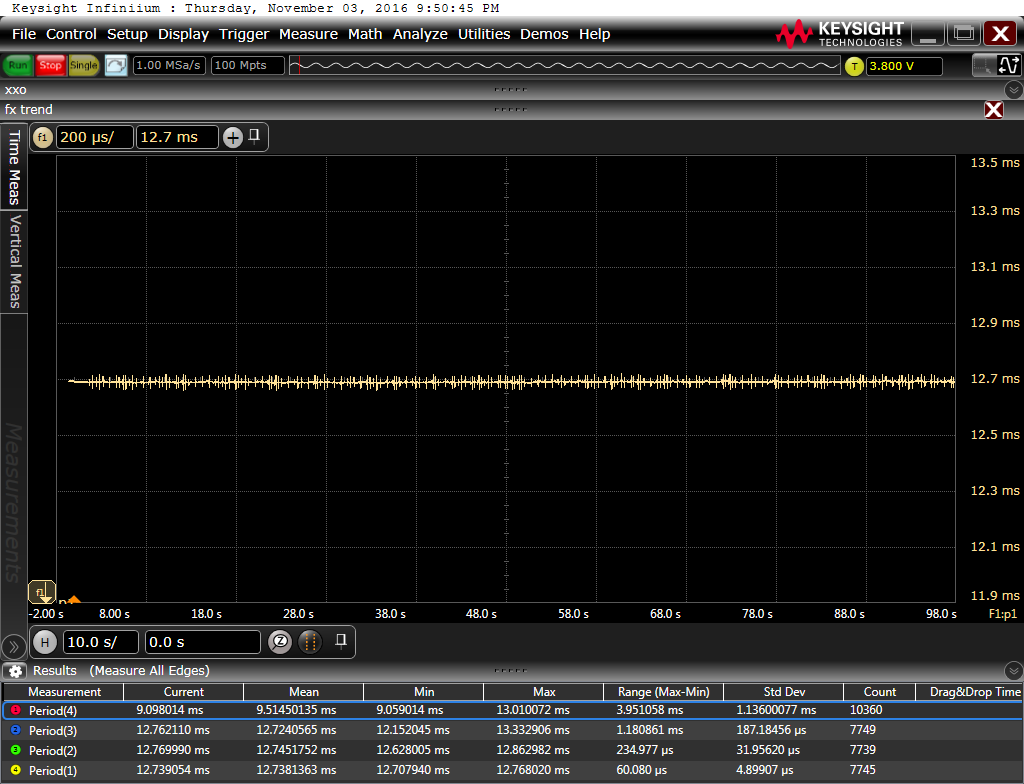 Keysight Infiniium : Thursday, November 03, 2016 9:50:45 PM
File Control Setup Display Trigger Measure Math Analyze Utilities Demos Help
KEYSIGHT
TECHNOLOGIES
Run Stop Single 1.00 MSa/s 100 Mpts T 3.800 V
xxo
fx trend
Time Meas
Vertical Meas
Measurements
f1 200 µs/ 12.7 ms
13.5 ms
13.3 ms
13.1 ms
12.9 ms
12.7 ms
12.5 ms
12.3 ms
12.1 ms
11.9 ms
f1
-2.00 s 8.00 s 18.0 s 28.0 s 38.0 s 48.0 s 58.0 s 68.0 s 78.0 s 88.0 s 98.0 s F1:p1
H 10.0 s/ 0.0 s
Results (Measure All Edges)
Measurement Current Mean Min Max Range (Max-Min) Std Dev Count Drag&Drop Time
1 Period(4) 9.098014 ms 9.51450135 ms 9.059014 ms 13.010072 ms 3.951058 ms 1.13600077 ms 10360
2 Period(3) 12.762110 ms 12.7240565 ms 12.152045 ms 13.332906 ms 1.180861 ms 187.18456 µs 7749
3 Period(2) 12.769990 ms 12.7451752 ms 12.628005 ms 12.862982 ms 234.977 µs 31.95620 µs 7739
4 Period(1) 12.739054 ms 12.7381363 ms 12.707940 ms 12.768020 ms 60.080 µs 4.89907 µs 7745